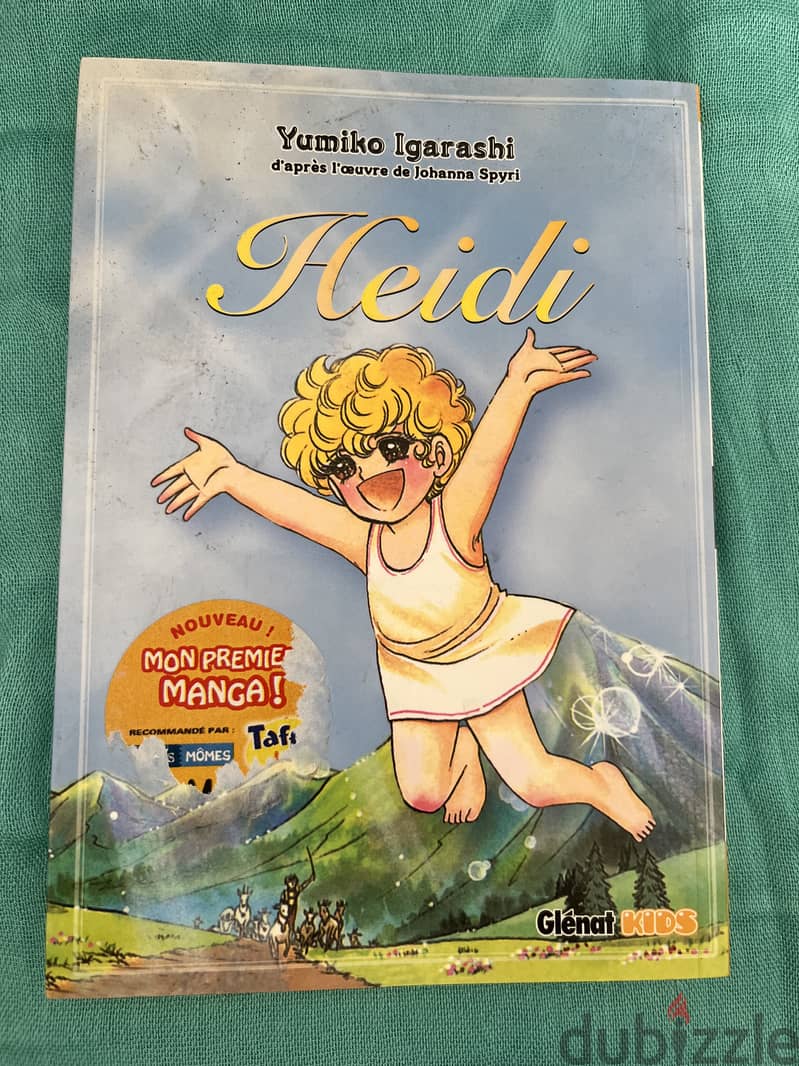 Yumiko Igarashi
d'après l'œuvre de Johanna Spyri
Heidi
NOUVEAU !
MON PREMIE
MANGA!
RECOMMANDÉ PAR :
S MÔMES
Taf
Glénat KIDS
dubizzle